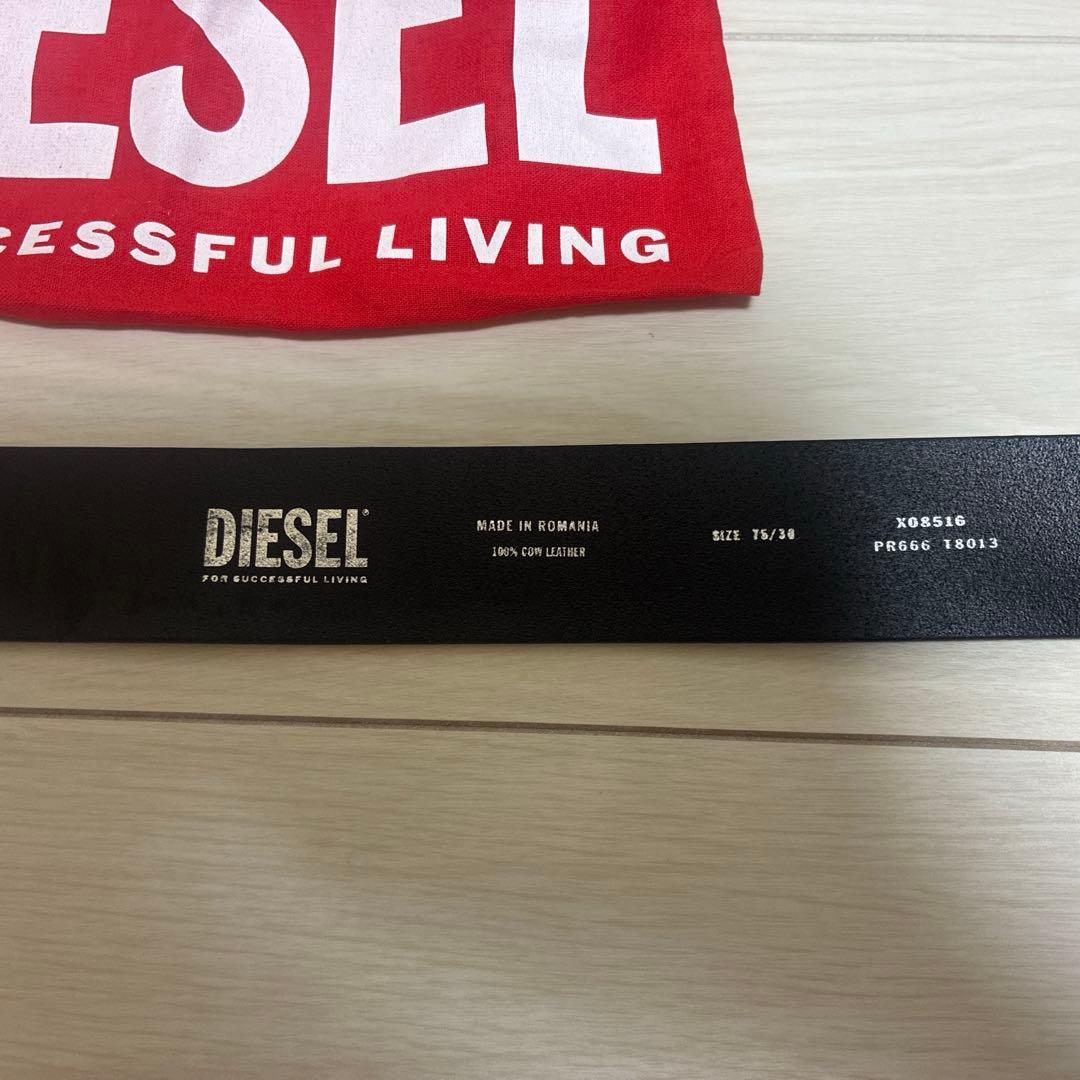 ESEL
CESSFUL LIVING
DIESEL®
FOR SUCCESSFUL LIVING
MADE IN ROMANIA
100% COW LEATHER
SIZE 75/30
X08516
PR666 T8013